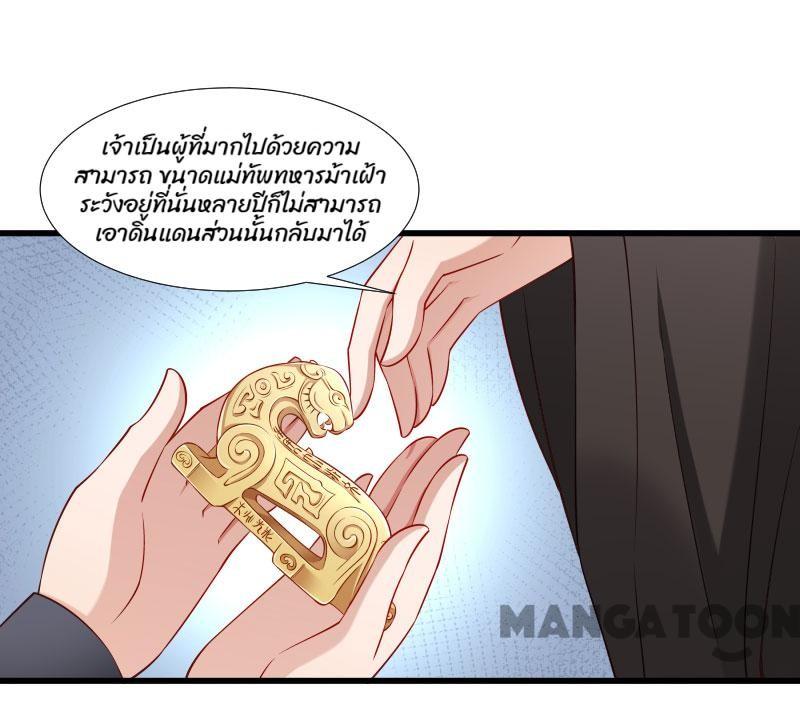 เจ้าเป็นผู้ที่มากไปด้วยความ
สามารถ ขนาดแม่ทัพทหารม้าเฝ้า
ระวังอยู่ที่นั่นหลายปีก็ไม่สามารถ
เอาดินแดนส่วนนั้นกลับมาได้
MANGATOON